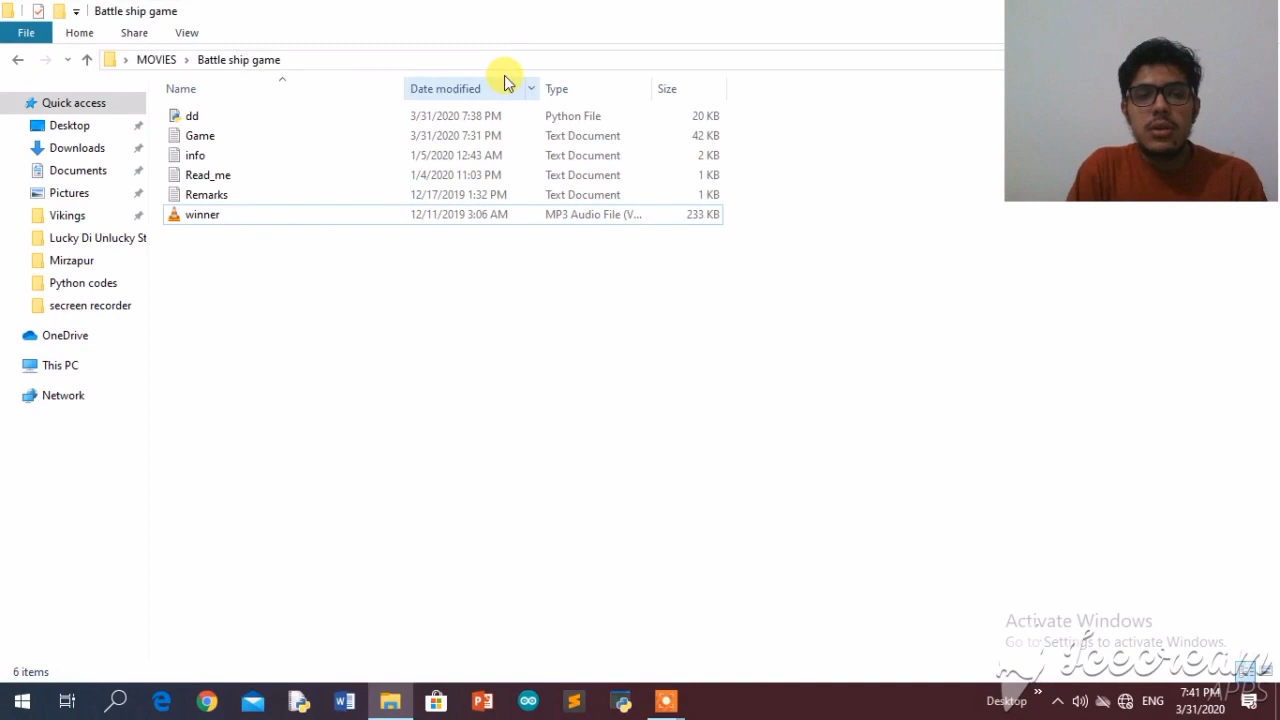 Battle ship game
File Home Share View
MOVIES Battle ship game
Name Date modified Type Size
dd 3/31/2020 7:38 PM Python File 20 KB
Game 3/31/2020 7:31 PM Text Document 42 KB
info 1/5/2020 12:43 AM Text Document 2 KB
Read_me 1/4/2020 11:03 PM Text Document 1 KB
Remarks 12/17/2019 1:32 PM Text Document 1 KB
winner 12/11/2019 3:06 AM MP3 Audio File (V... 233 KB
Quick access
Desktop
Downloads
Documents
Pictures
Vikings
Lucky Di Unlucky St
Mirzapur
Python codes
secreen recorder
OneDrive
This PC
Network
Activate Windows
Go to Settings to activate Windows.
Icecream
APPS
6 items
Desktop ENG 7:41 PM
3/31/2020